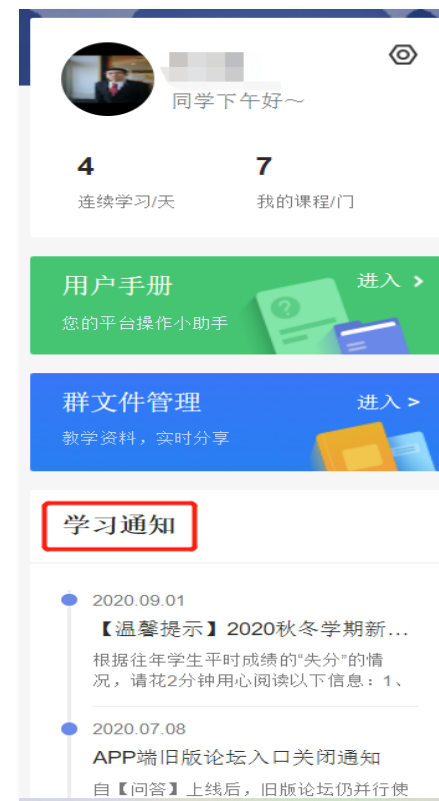 同学下午好～
4
7
连续学习/天
我的课程/门
用户手册
进入 >
您的平台操作小助手
群文件管理
进入 >
教学资料，实时分享
学习通知
2020.09.01
【温馨提示】2020秋冬学期新...
根据往年学生平时成绩的“失分”的情
况，请花2分钟用心阅读以下信息：1、
2020.07.08
APP端旧版论坛入口关闭通知
自【问答】上线后，旧版论坛仍并行使